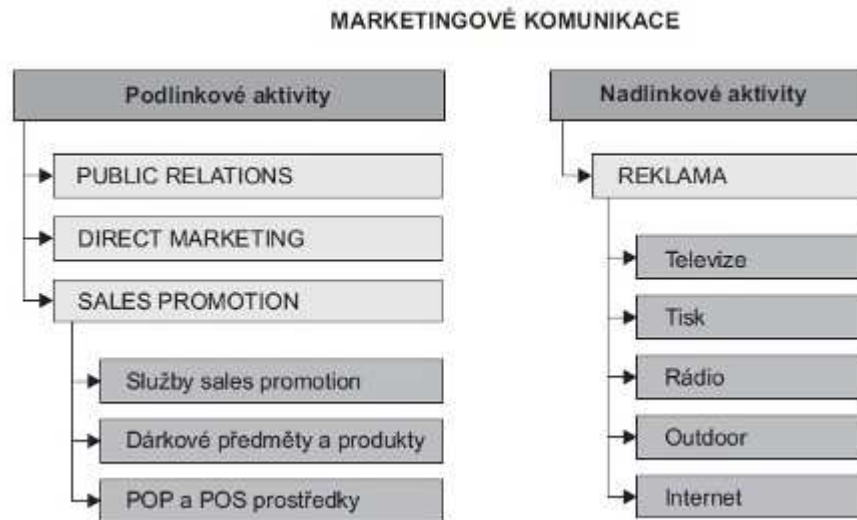 MARKETINGOVÉ KOMUNIKACE
Podlinkové aktivity
PUBLIC RELATIONS
DIRECT MARKETING
SALES PROMOTION
Služby sales promotion
Dárkové předměty a produkty
POP a POS prostředky
Nadlinkové aktivity
REKLAMA
Televize
Tisk
Rádio
Outdoor
Internet